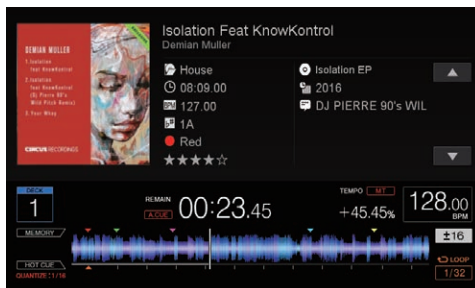 Isolation Feat KnowKontrol
Demian Muller
DEMIAN MULLER
1.Isolation
feat KnowKontrol
2.Isolation
feat KnowKontrol
(Dj Pierre 90's
Wild Pitch Remix)
3.Your Whay
CIRCUS RECORDINGS
House
08:09.00
BPM 127.00
1A
Red
★★★★☆
Isolation EP
2016
DJ PIERRE 90's WIL
DECK
1
REMAIN
A.CUE
00:23.45
TEMPO MT
+45.45%
128.00
BPM
MEMORY
±16
HOT CUE
LOOP
QUANTIZE:1/16
1/32